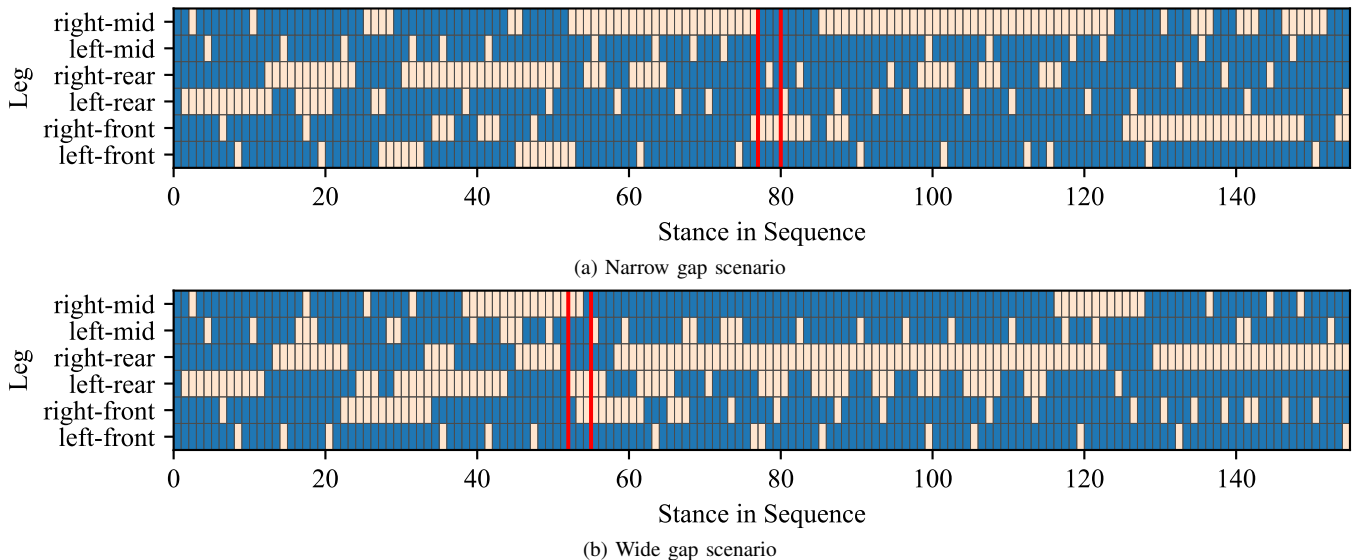 right-mid
left-mid
right-rear
left-rear
right-front
left-front
Leg
0 20 40 60 80 100 120 140
Stance in Sequence
(a) Narrow gap scenario
right-mid
left-mid
right-rear
left-rear
right-front
left-front
Leg
0 20 40 60 80 100 120 140
Stance in Sequence
(b) Wide gap scenario